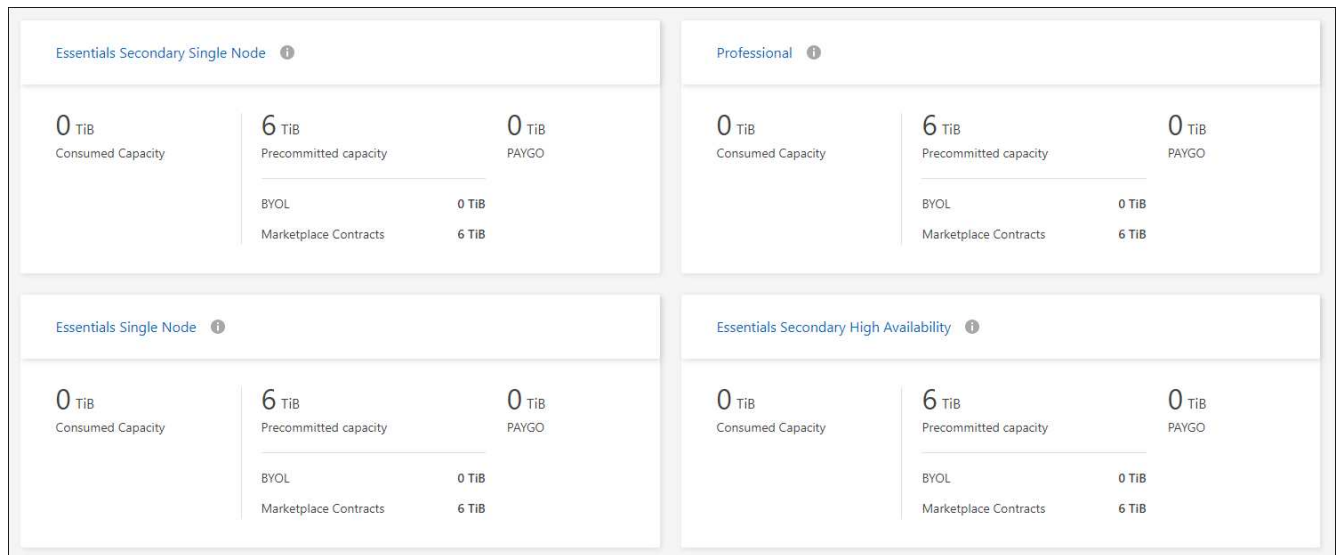 Essentials Secondary Single Node
0 TiB
Consumed Capacity
6 TiB
Precommitted capacity
BYOL 0 TiB
Marketplace Contracts 6 TiB
0 TiB
PAYGO
Professional
0 TiB
Consumed Capacity
6 TiB
Precommitted capacity
BYOL 0 TiB
Marketplace Contracts 6 TiB
0 TiB
PAYGO
Essentials Single Node
0 TiB
Consumed Capacity
6 TiB
Precommitted capacity
BYOL 0 TiB
Marketplace Contracts 6 TiB
0 TiB
PAYGO
Essentials Secondary High Availability
0 TiB
Consumed Capacity
6 TiB
Precommitted capacity
BYOL 0 TiB
Marketplace Contracts 6 TiB
0 TiB
PAYGO